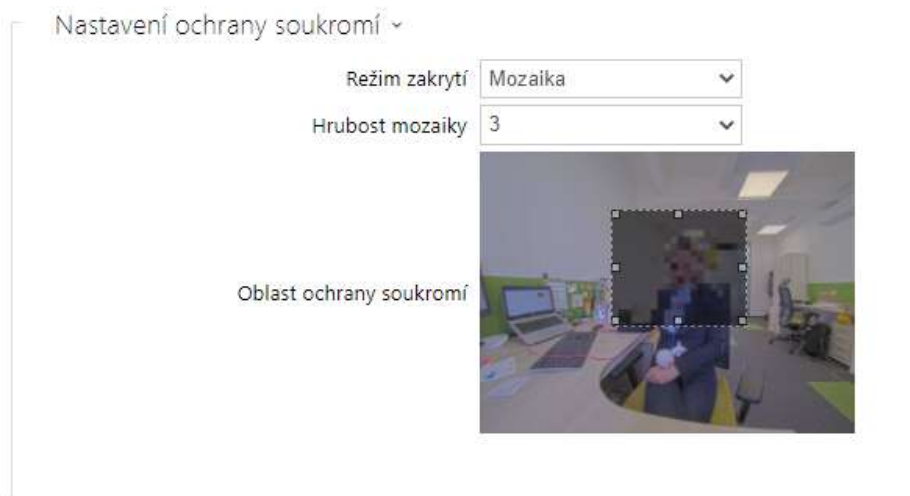 Nastavení ochrany soukromí
Režim zakrytí Mozaika
Hrubost mozaiky 3
Oblast ochrany soukromí